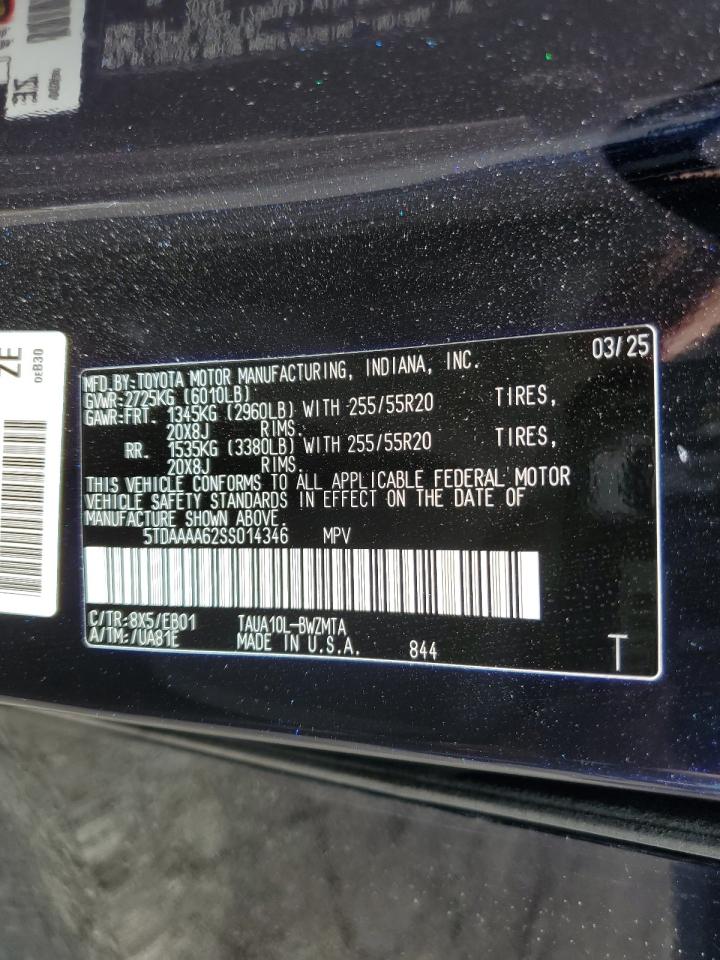 ZE
0EB30
MFD.BY:TOYOTA MOTOR MANUFACTURING, INDIANA, INC. 03/25
GVWR:2725KG (6010LB)
GAWR:FRT. 1345KG (2960LB) WITH 255/55R20 TIRES,
20X8J RIMS.
RR. 1535KG (3380LB) WITH 255/55R20 TIRES,
20X8J RIMS.
THIS VEHICLE CONFORMS TO ALL APPLICABLE FEDERAL MOTOR
VEHICLE SAFETY STANDARDS IN EFFECT ON THE DATE OF
MANUFACTURE SHOWN ABOVE.
5TDAAAA62SS014346 MPV
C/TR:8X5/EB01 TAUA10L-BWZMTA
A/TM:/UA81E MADE IN U.S.A. 844 T